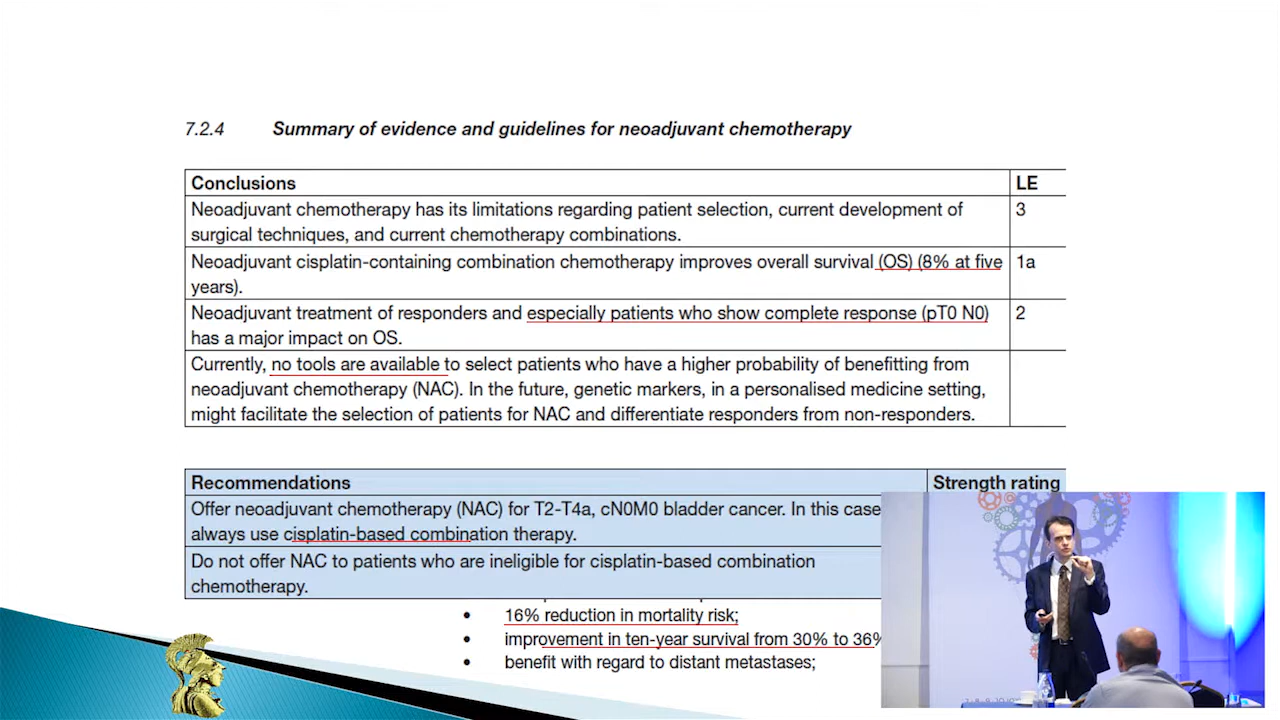 7.2.4 Summary of evidence and guidelines for neoadjuvant chemotherapy
Conclusions LE
Neoadjuvant chemotherapy has its limitations regarding patient selection, current development of 3
surgical techniques, and current chemotherapy combinations.
Neoadjuvant cisplatin-containing combination chemotherapy improves overall survival (OS) (8% at five 1a
years).
Neoadjuvant treatment of responders and especially patients who show complete response (pT0 N0) 2
has a major impact on OS.
Currently, no tools are available to select patients who have a higher probability of benefitting from
neoadjuvant chemotherapy (NAC). In the future, genetic markers, in a personalised medicine setting,
might facilitate the selection of patients for NAC and differentiate responders from non-responders.
Recommendations Strength rating
Offer neoadjuvant chemotherapy (NAC) for T2-T4a, cN0M0 bladder cancer. In this case
always use cisplatin-based combination therapy.
Do not offer NAC to patients who are ineligible for cisplatin-based combination
chemotherapy.
• 16% reduction in mortality risk;
• improvement in ten-year survival from 30% to 36%
• benefit with regard to distant metastases;